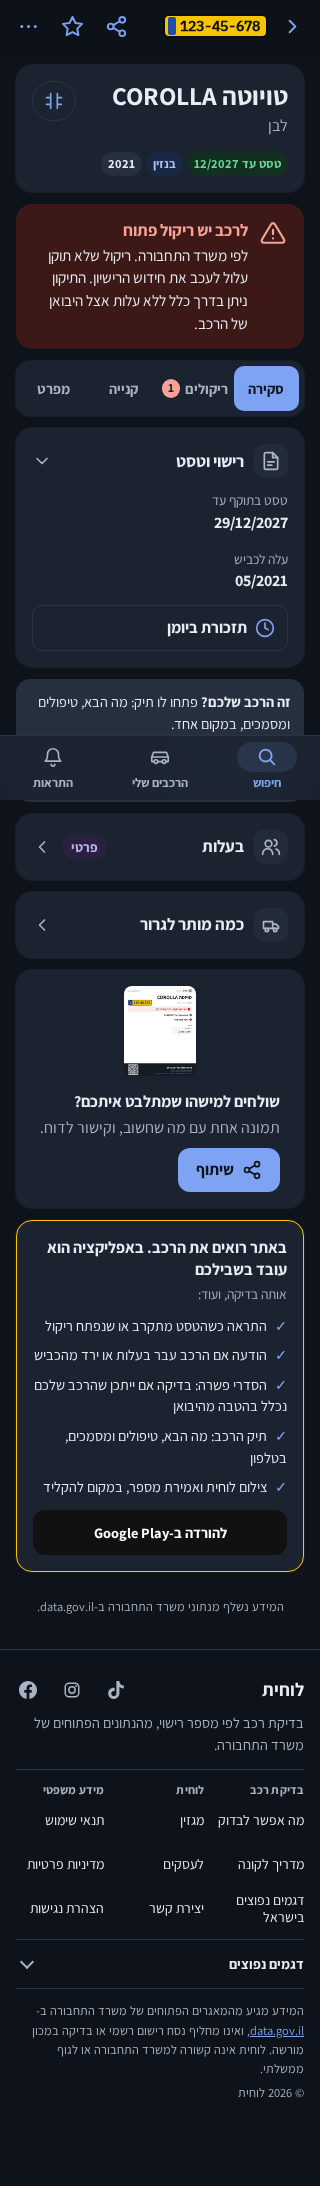 123-45-678
טויוטה COROLLA
לבן
טסט עד 12/2027
בנזין
2021
לרכב יש ריקול פתוח
לפי משרד התחבורה. ריקול שלא תוקן
עלול לעכב את חידוש הרישיון. התיקון
ניתן בדרך כלל ללא עלות אצל היבואן
של הרכב.
סקירה
ריקולים 1
קנייה
מפרט
רישוי וטסט
טסט בתוקף עד
29/12/2027
עלה לכביש
05/2021
תזכורת ביומן
זה הרכב שלכם? פתחו לו תיק: מה הבא, טיפולים
ומסמכים, במקום אחד.
חיפוש
הרכבים שלי
התראות
בעלות
פרטי
כמה מותר לגרור
שולחים למישהו שמתלבט איתכם?
תמונה אחת עם מה שחשוב, וקישור לדוח.
שיתוף
באתר רואים את הרכב. באפליקציה הוא
עובד בשבילכם
אותה בדיקה, ועוד:
✓ התראה כשהטסט מתקרב או שנפתח ריקול
✓ הודעה אם הרכב עבר בעלות או ירד מהכביש
✓ הסדרי פשרה: בדיקה אם ייתכן שהרכב שלכם
נכלל בהטבה מהיבואן
✓ תיק הרכב: מה הבא, טיפולים ומסמכים,
בטלפון
✓ צילום לוחית ואמירת מספר, במקום להקליד
להורדה ב-Google Play
המידע נשלף מנתוני משרד התחבורה ב-data.gov.il.
לוחית
בדיקת רכב לפי מספר רישוי, מהנתונים הפתוחים של
משרד התחבורה.
בדיקת רכב
לוחית
מידע משפטי
מה אפשר לבדוק
מגזין
תנאי שימוש
מדריך לקונה
לעסקים
מדיניות פרטיות
דגמים נפוצים
בישראל
יצירת קשר
הצהרת נגישות
דגמים נפוצים
המידע מגיע מהמאגרים הפתוחים של משרד התחבורה ב-
data.gov.il, ואינו מחליף נסח רישום רשמי או בדיקה במכון
מורשה. לוחית אינה קשורה למשרד התחבורה או לגוף
ממשלתי.
© 2026 לוחית